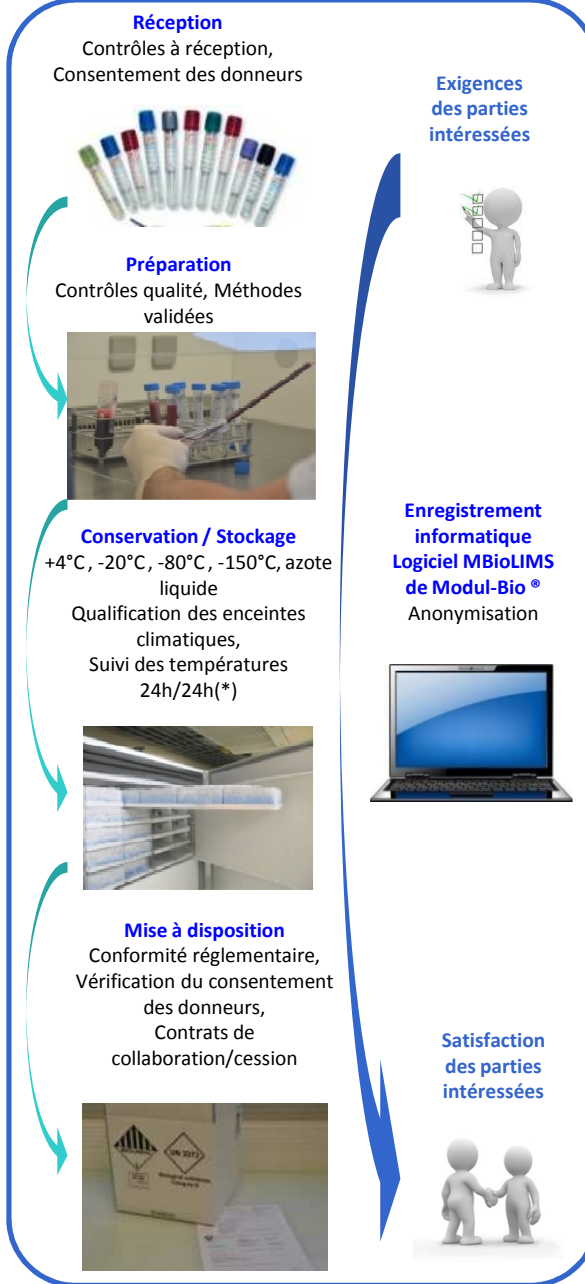 Réception
Contrôles à réception,
Consentement des donneurs
Préparation
Contrôles qualité, Méthodes
validées
Conservation / Stockage
+4°C , -20°C , -80°C , -150°C, azote
liquide
Qualification des enceintes
climatiques,
Suivi des températures
24h/24h(*)
Mise à disposition
Conformité réglementaire,
Vérification du consentement
des donneurs,
Contrats de
collaboration/cession
UN 3373
Exigences
des parties
intéressées
Enregistrement
informatique
Logiciel MBioLIMS
de Modul-Bio ®
Anonymisation
Satisfaction
des parties
intéressées